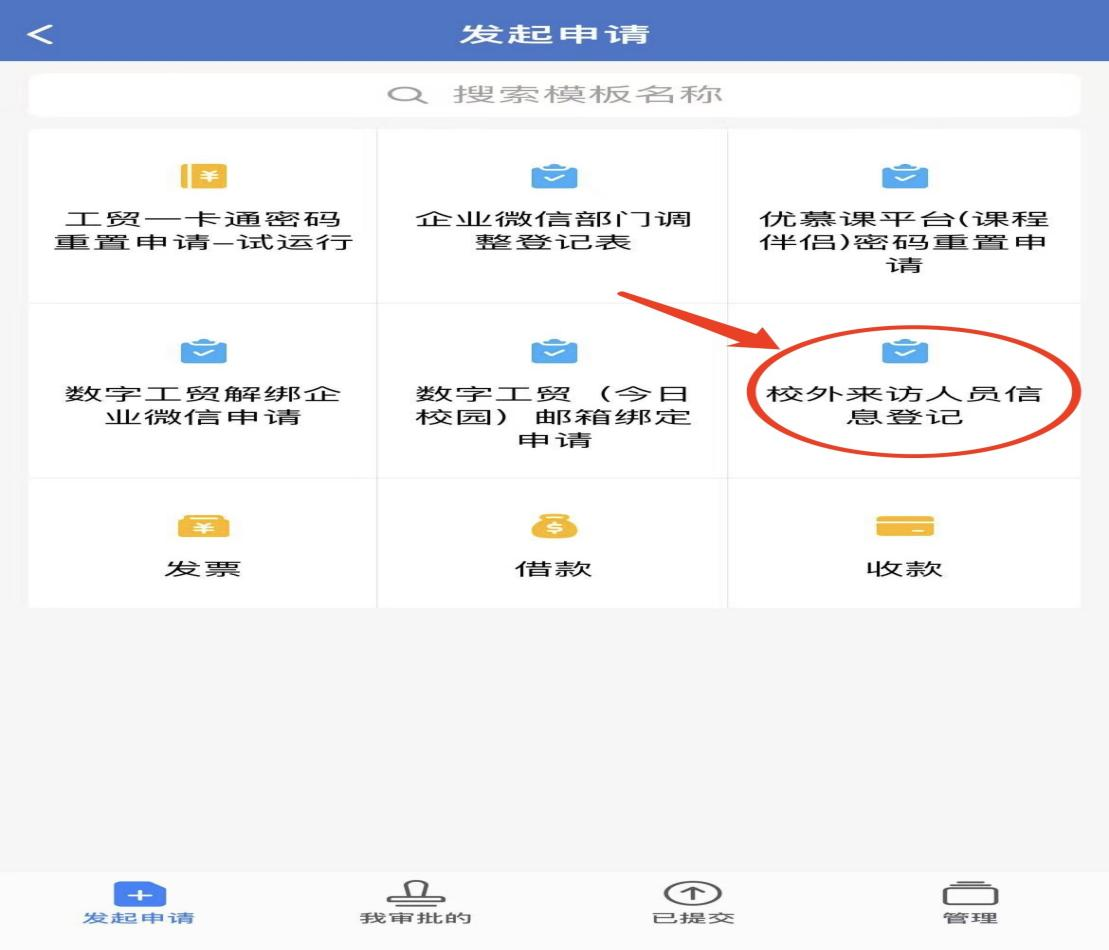 发起申请
搜索模板名称
工贸一卡通密码
重置申请-试运行
企业微信部门调
整登记表
优慕课平台(课程
伴侣)密码重置申
请
数字工贸解绑企
业微信申请
数字工贸（今日
校园）邮箱绑定
申请
校外来访人员信
息登记
发票
借款
收款
发起申请
我审批的
已提交
管理